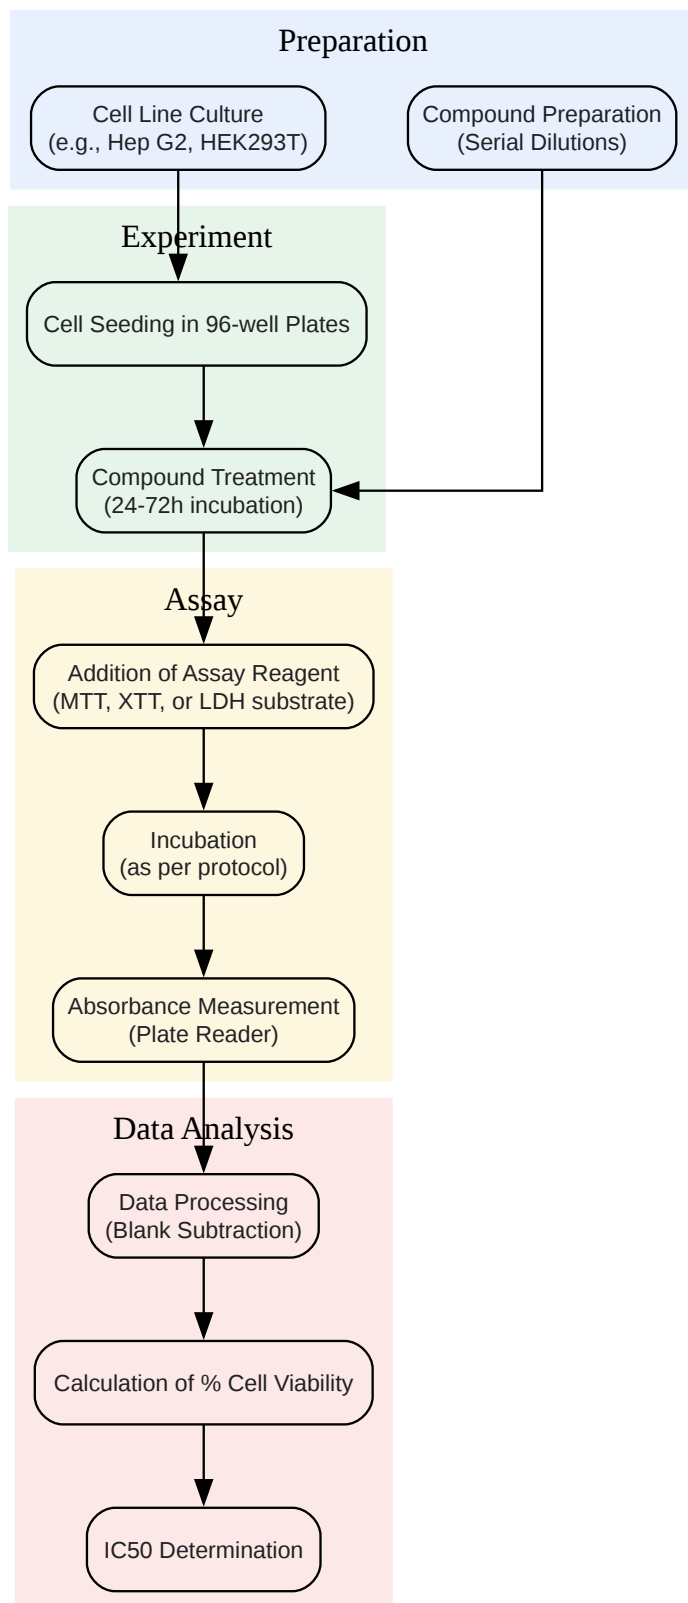 Preparation
Cell Line Culture
(e.g., Hep G2, HEK293T)
Compound Preparation
(Serial Dilutions)
Experiment
Cell Seeding in 96-well Plates
Compound Treatment
(24-72h incubation)
Assay
Addition of Assay Reagent
(MTT, XTT, or LDH substrate)
Incubation
(as per protocol)
Absorbance Measurement
(Plate Reader)
Data Analysis
Data Processing
(Blank Subtraction)
Calculation of % Cell Viability
IC50 Determination